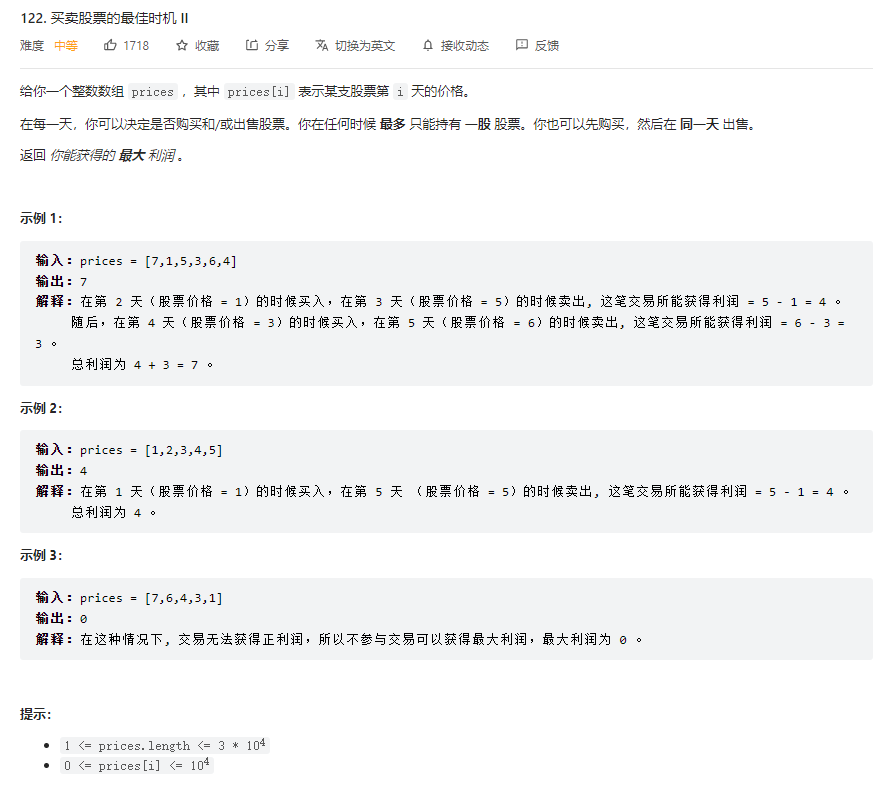 122. 买卖股票的最佳时机 II
难度 中等 1718 收藏 分享 切换为英文 接收动态 反馈
给你一个整数数组 prices ，其中 prices[i] 表示某支股票第 i 天的价格。
在每一天，你可以决定是否购买和/或出售股票。你在任何时候 最多 只能持有 一股 股票。你也可以先购买，然后在 同一天 出售。
返回 你能获得的 最大 利润 。
示例 1：
输入：prices = [7,1,5,3,6,4]
输出：7
解释：在第 2 天（股票价格 = 1）的时候买入，在第 3 天（股票价格 = 5）的时候卖出, 这笔交易所能获得利润 = 5 - 1 = 4 。
随后，在第 4 天（股票价格 = 3）的时候买入，在第 5 天（股票价格 = 6）的时候卖出, 这笔交易所能获得利润 = 6 - 3 =
3 。
总利润为 4 + 3 = 7 。
示例 2：
输入：prices = [1,2,3,4,5]
输出：4
解释：在第 1 天（股票价格 = 1）的时候买入，在第 5 天 （股票价格 = 5）的时候卖出, 这笔交易所能获得利润 = 5 - 1 = 4 。
总利润为 4 。
示例 3：
输入：prices = [7,6,4,3,1]
输出：0
解释：在这种情况下, 交易无法获得正利润，所以不参与交易可以获得最大利润，最大利润为 0 。
提示：
1 <= prices.length <= 3 * 10⁴
0 <= prices[i] <= 10⁴